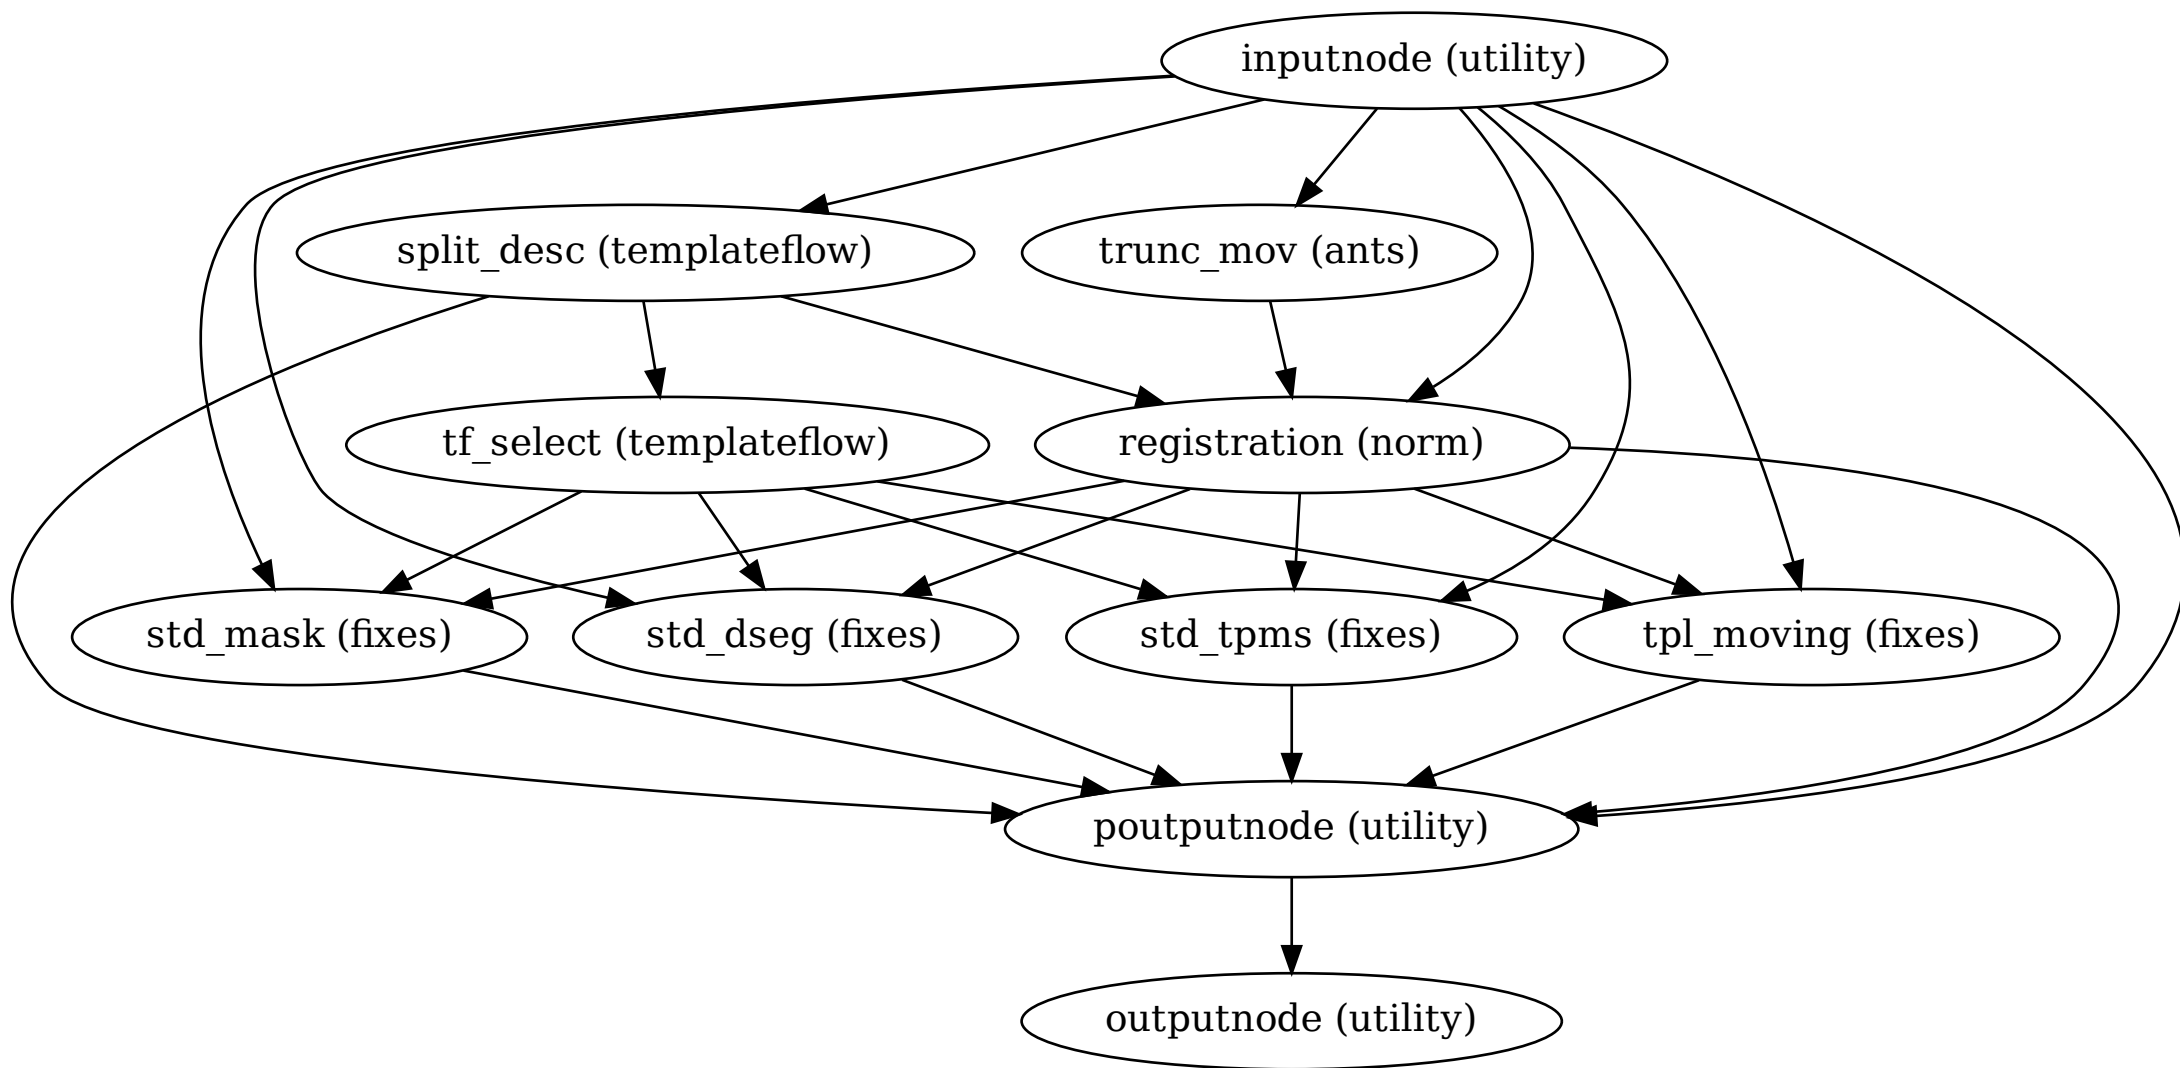 inputnode (utility)
split_desc (templateflow)
trunc_mov (ants)
tf_select (templateflow)
registration (norm)
std_mask (fixes)
std_dseg (fixes)
std_tpms (fixes)
tpl_moving (fixes)
poutputnode (utility)
outputnode (utility)